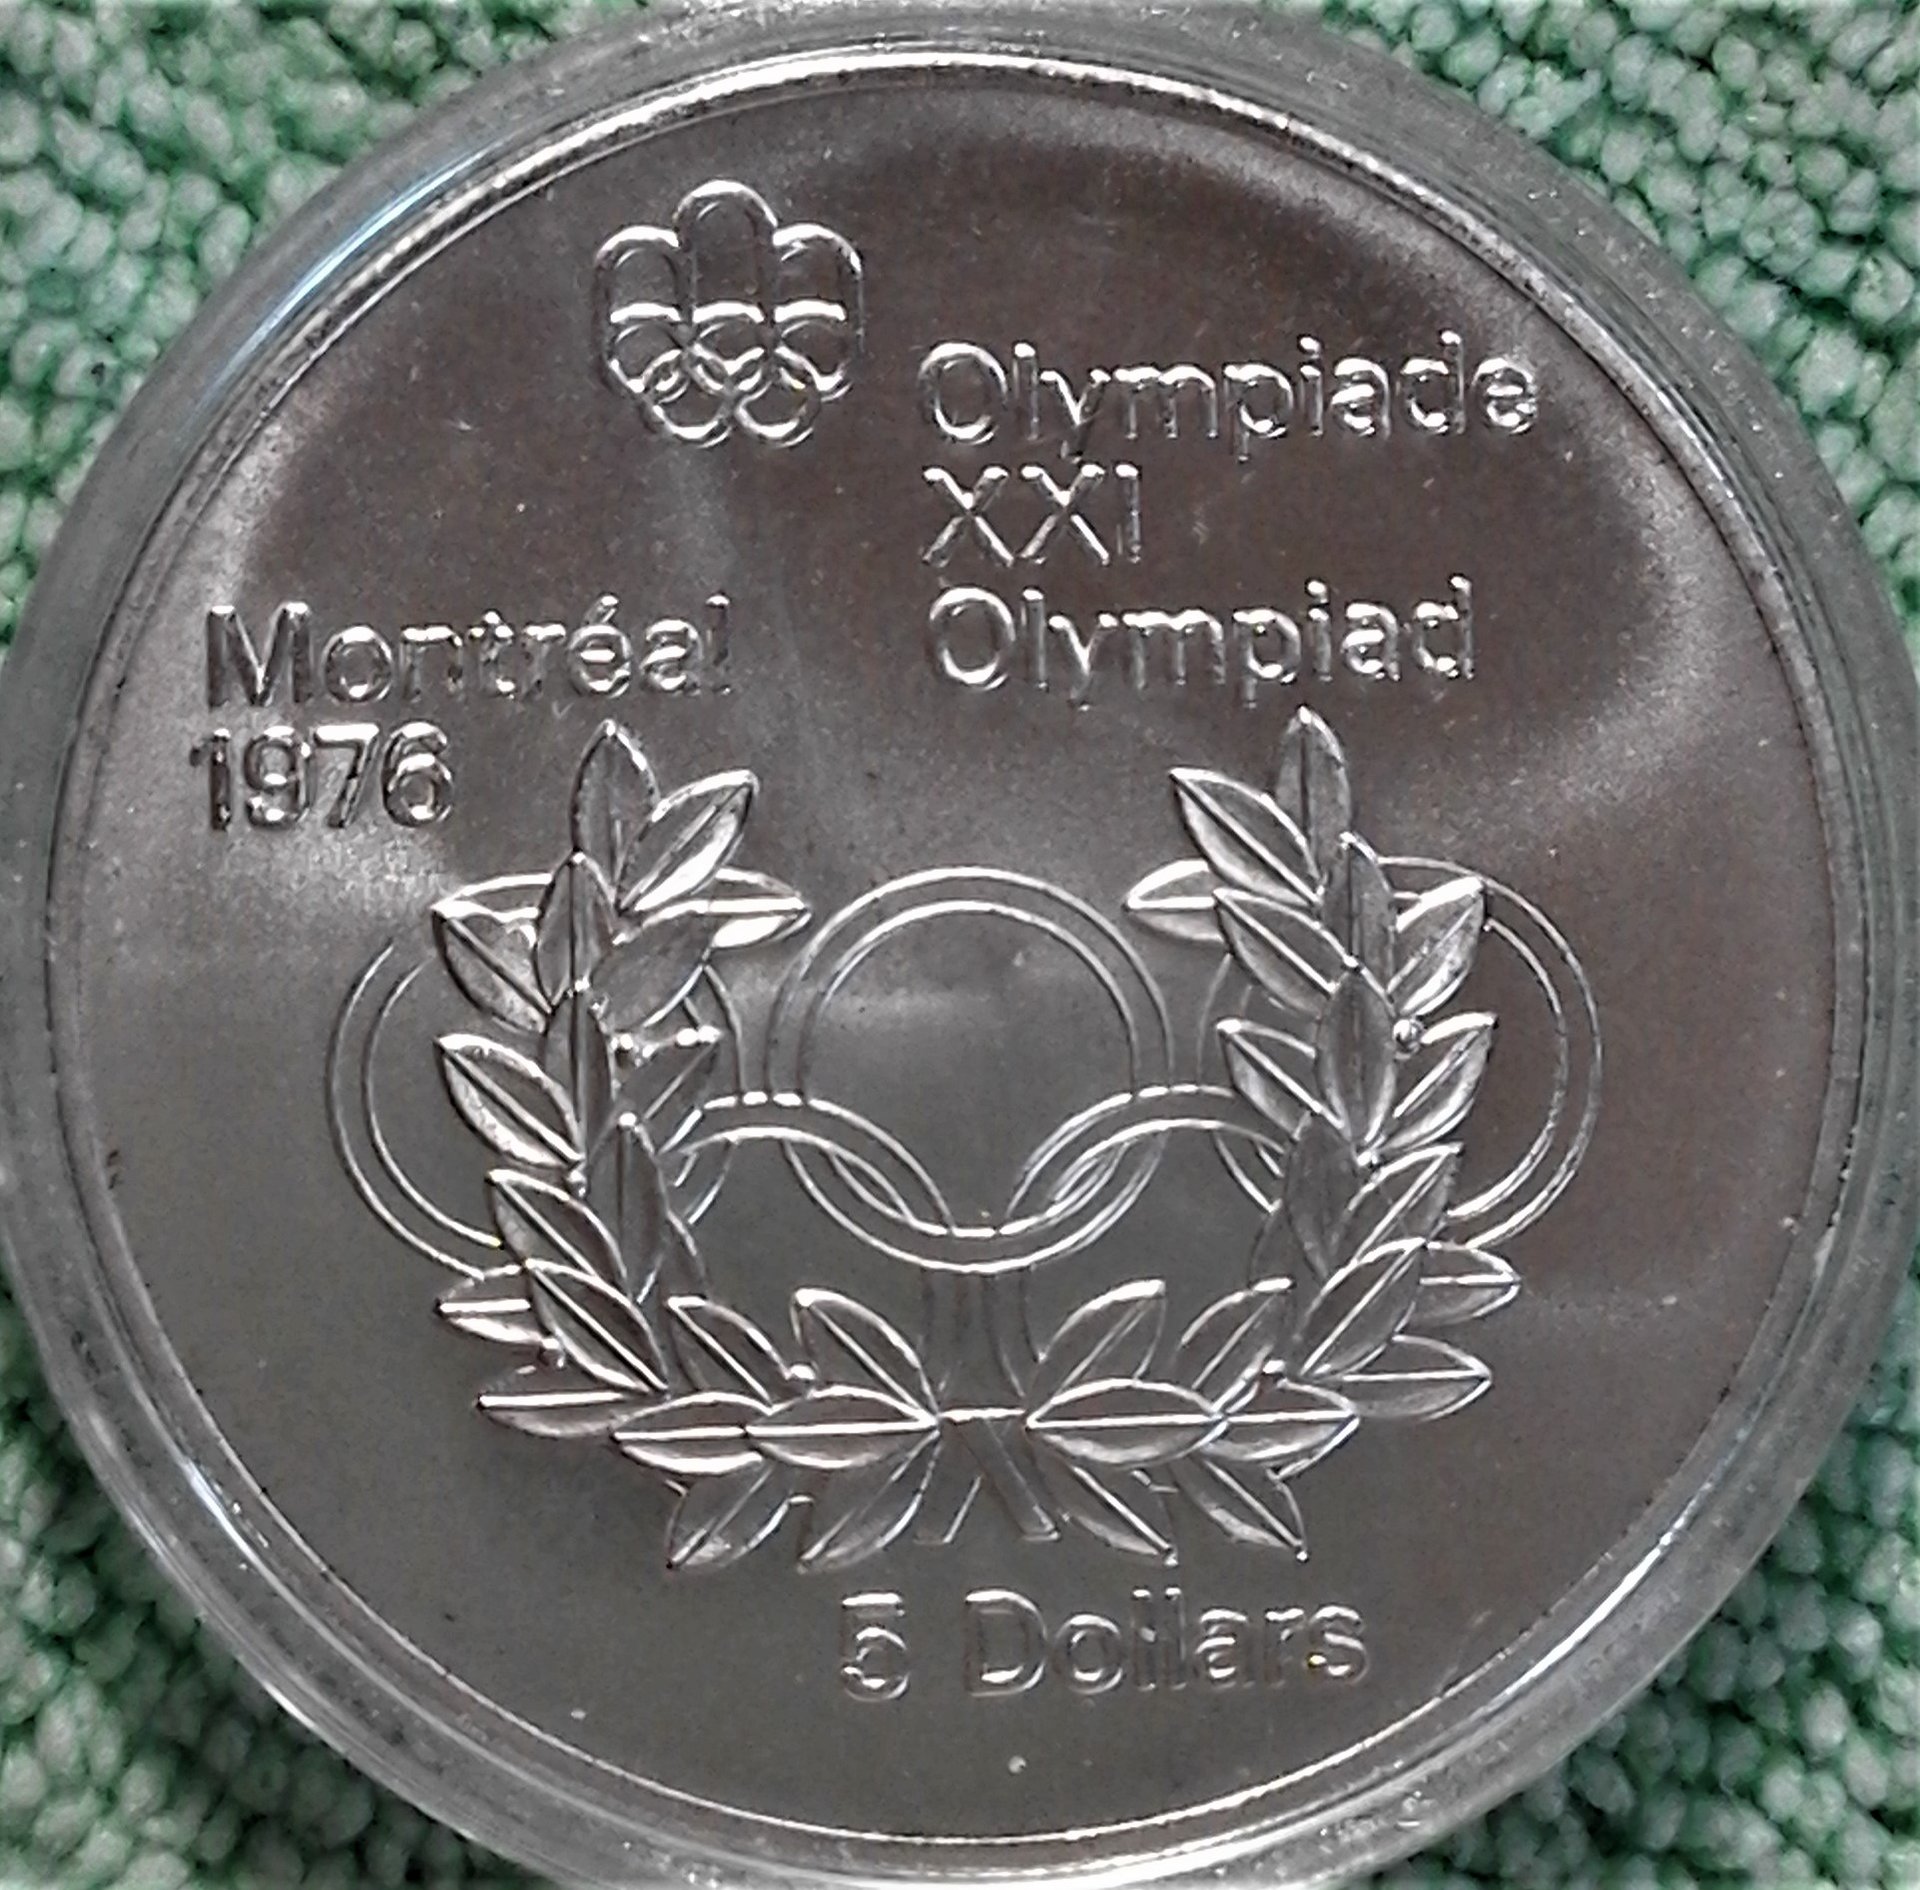 Olympiade
XXI
Olympiad
Montréal
1976
5 Dollars